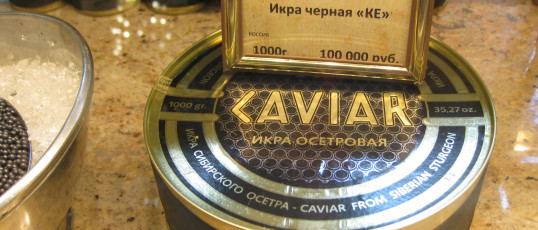 Икра черная «КЕ»
РОССИЯ
1000г. 100 000 руб.
1000 gr.
CAVIAR
35,27 oz.
ИКРА ОСЕТРОВАЯ
ИКРА СИБИРСКОГО ОСЕТРА - CAVIAR FROM SIBERIAN STURGEON